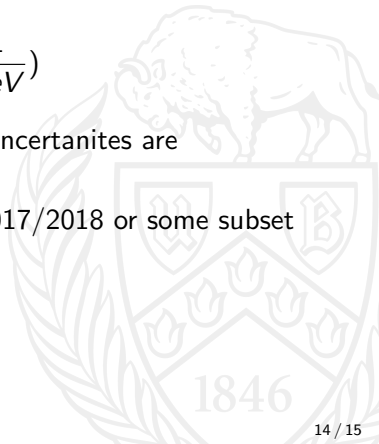 eV)
ncertanites are
017/2018 or some subset
U B
1846
14 / 15